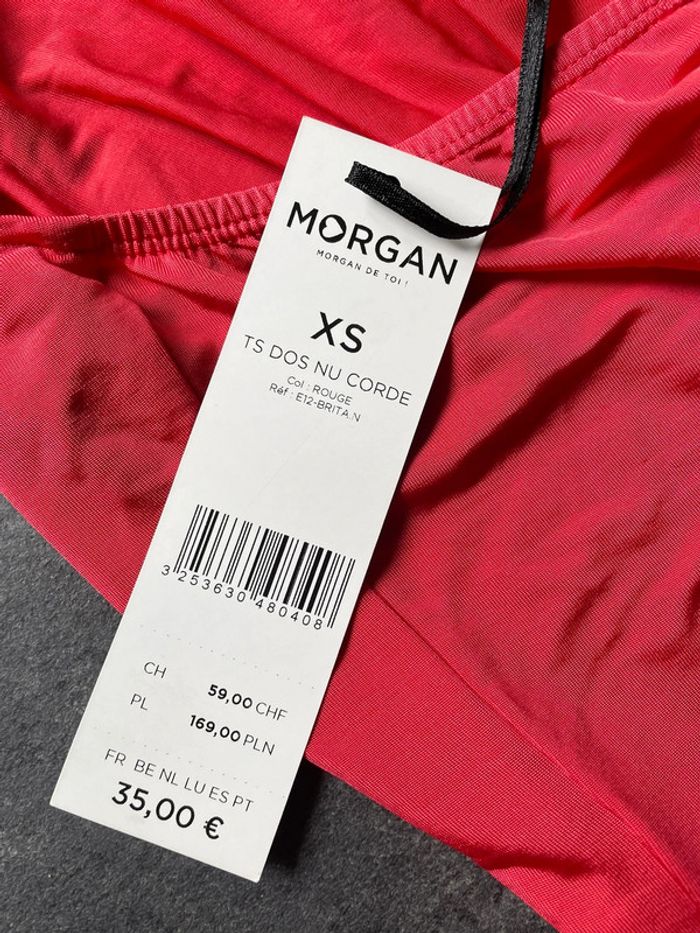 MORGAN
MORGAN DE TOI !
XS
TS DOS NU CORDE
Col : ROUGE
Réf : E12-BRITA.N
3 253630 480408
CH 59,00 CHF
PL 169,00 PLN
FR BE NL LU ES PT
35,00 €